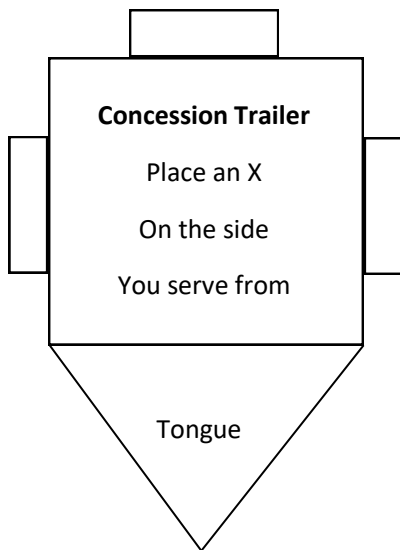 Concession Trailer
Place an X
On the side
You serve from
Tongue